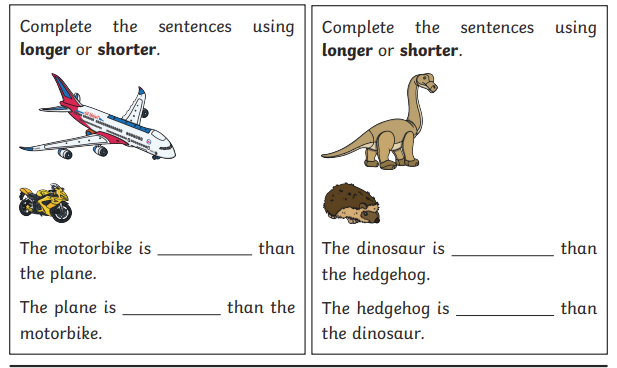 Complete the sentences using
longer or shorter.
The motorbike is __________ than
the plane.
The plane is __________ than the
motorbike.
Complete the sentences using
longer or shorter.
The dinosaur is __________ than
the hedgehog.
The hedgehog is __________ than
the dinosaur.